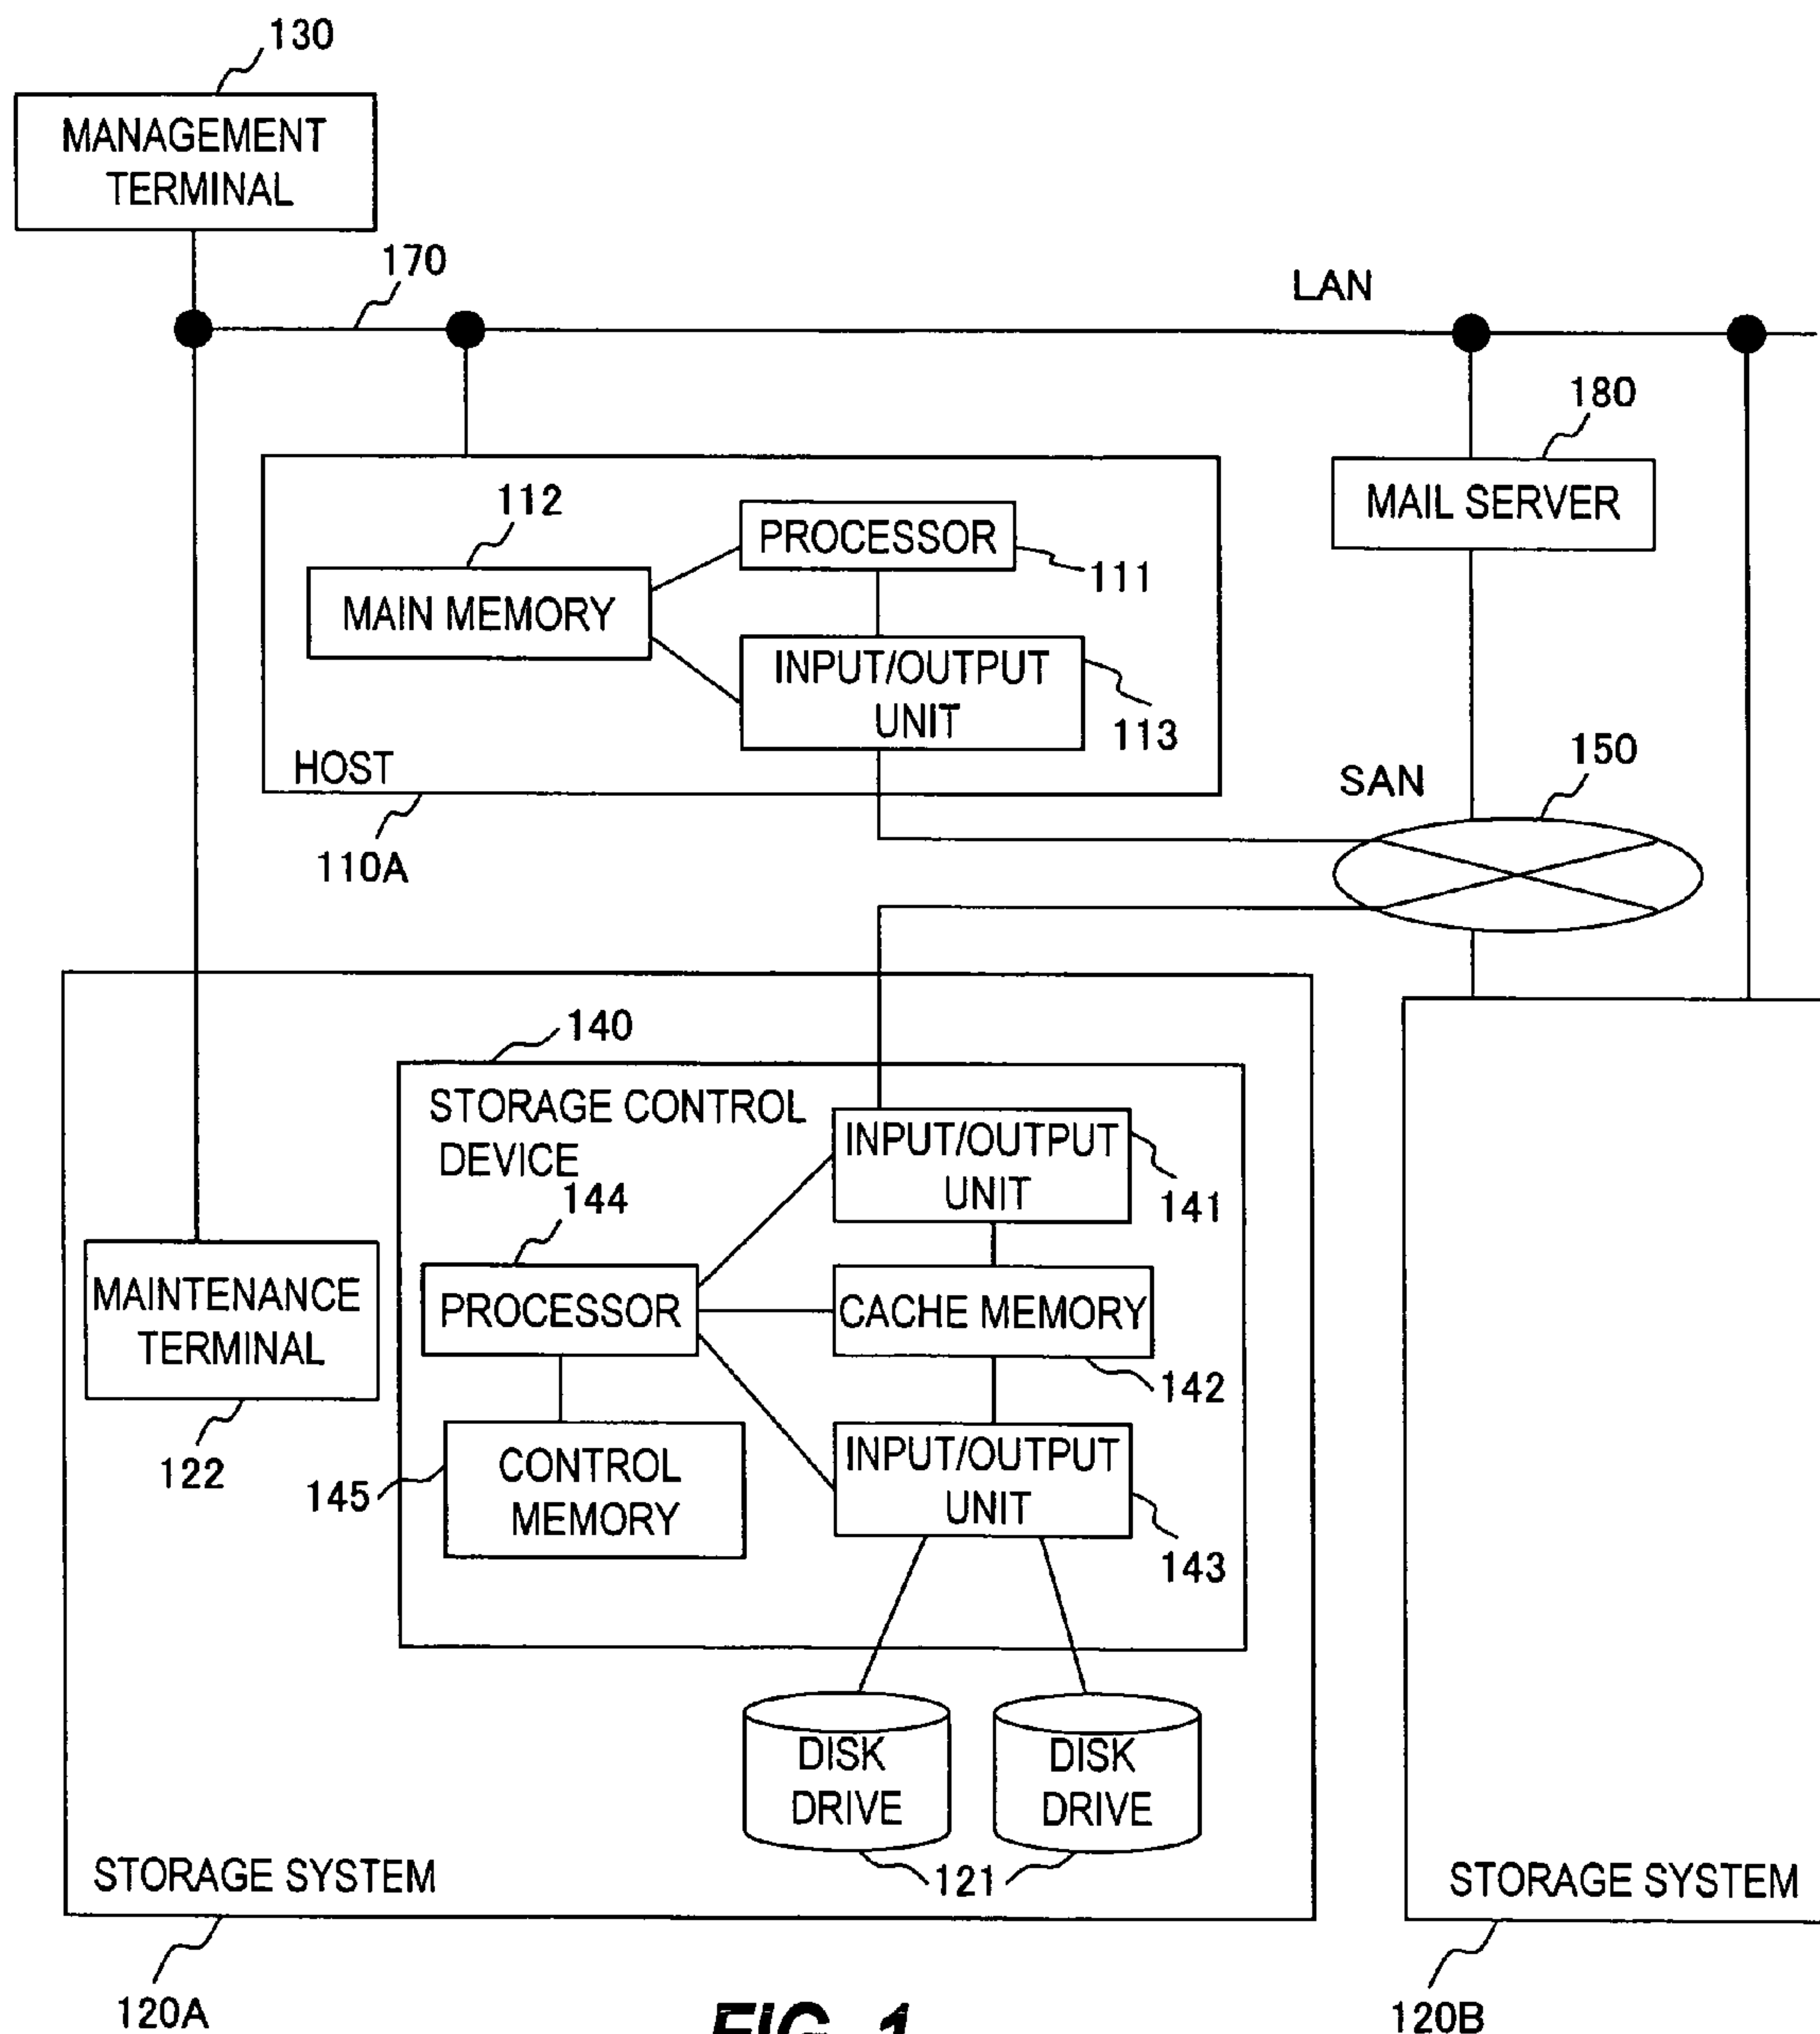 130
MANAGEMENT
TERMINAL
170
LAN
180
MAIL SERVER
112
PROCESSOR
111
MAIN MEMORY
INPUT/OUTPUT
UNIT
113
HOST
110A
SAN
150
140
STORAGE CONTROL
DEVICE
INPUT/OUTPUT
UNIT
141
144
PROCESSOR
CACHE MEMORY
142
MAINTENANCE
TERMINAL
122
CONTROL
MEMORY
145
INPUT/OUTPUT
UNIT
143
DISK
DRIVE
DISK
DRIVE
121
STORAGE SYSTEM
120A
STORAGE SYSTEM
120B
FIG. 1